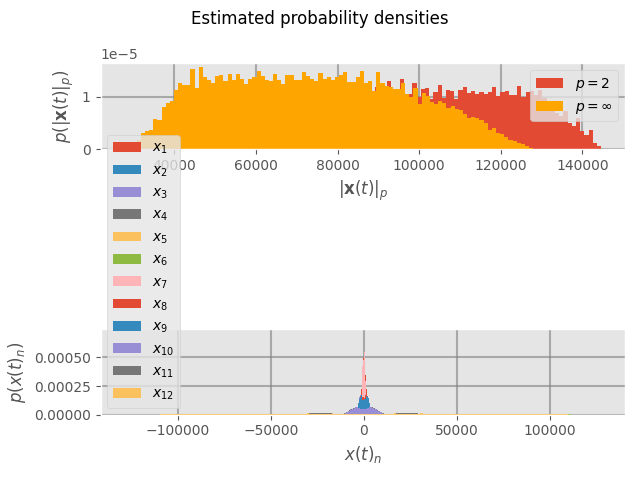 Estimated probability densities
1e−5
p(|x(t)|p)
1
0
p = 2
p = ∞
40000 60000 80000 100000 120000 140000
|x(t)|p
x1
x2
x3
x4
x5
x6
x7
x8
x9
x10
x11
x12
p(x(t)n)
0.00050
0.00025
0.00000
−100000 −50000 0 50000 100000
x(t)n